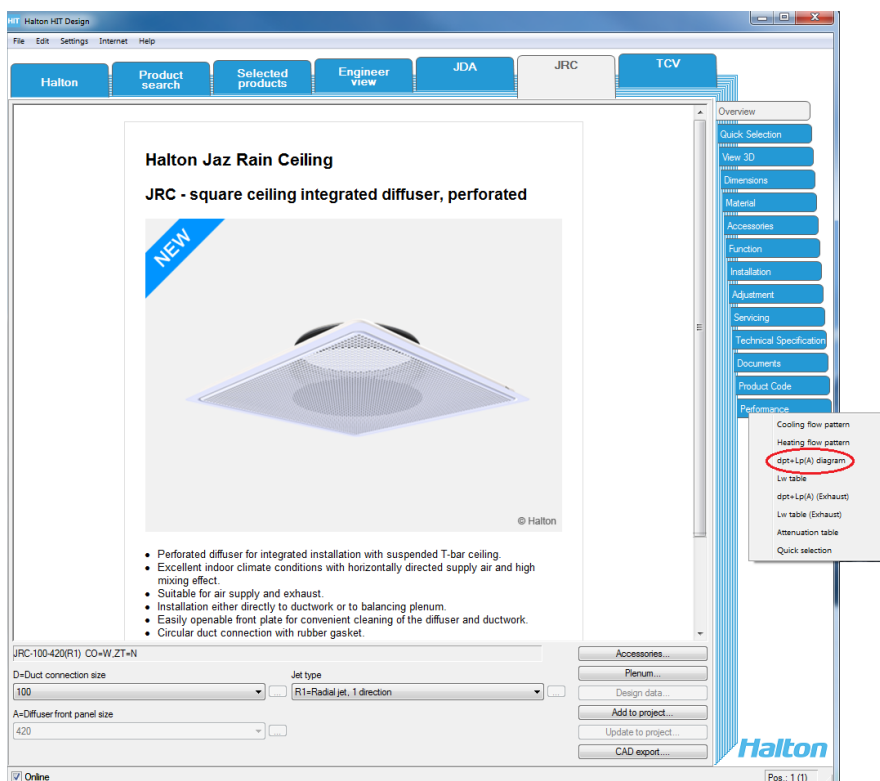 HIT Halton HIT Design
File Edit Settings Internet Help
Halton
Product search
Selected products
Engineer view
JDA
JRC
TCV
Overview
Quick Selection
View 3D
Dimensions
Material
Accessories
Function
Installation
Adjustment
Servicing
Technical Specification
Documents
Product Code
Performance
Cooling flow pattern
Heating flow pattern
dpt+Lp(A) diagram
Lw table
dpt+Lp(A) (Exhaust)
Lw table (Exhaust)
Attenuation table
Quick selection
Halton Jaz Rain Ceiling
JRC - square ceiling integrated diffuser, perforated
NEW
© Halton
• Perforated diffuser for integrated installation with suspended T-bar ceiling.
• Excellent indoor climate conditions with horizontally directed supply air and high
mixing effect.
• Suitable for air supply and exhaust.
• Installation either directly to ductwork or to balancing plenum.
• Easily openable front plate for convenient cleaning of the diffuser and ductwork.
• Circular duct connection with rubber gasket.
JRC-100-420(R1) CO=W,ZT=N
D=Duct connection size
100
...
Jet type
R1=Radial jet, 1 direction
...
A=Diffuser front panel size
420
...
Accessories...
Plenum...
Design data...
Add to project...
Update to project...
CAD export....
Halton
Online
Pos.: 1 (1)